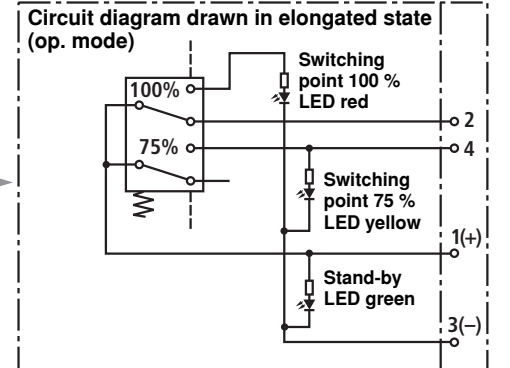 Circuit diagram drawn in elongated state
(op. mode)
100%
75%
Switching
point 100 %
LED red
2
4
Switching
point 75 %
LED yellow
1(+)
Stand-by
LED green
3(−)